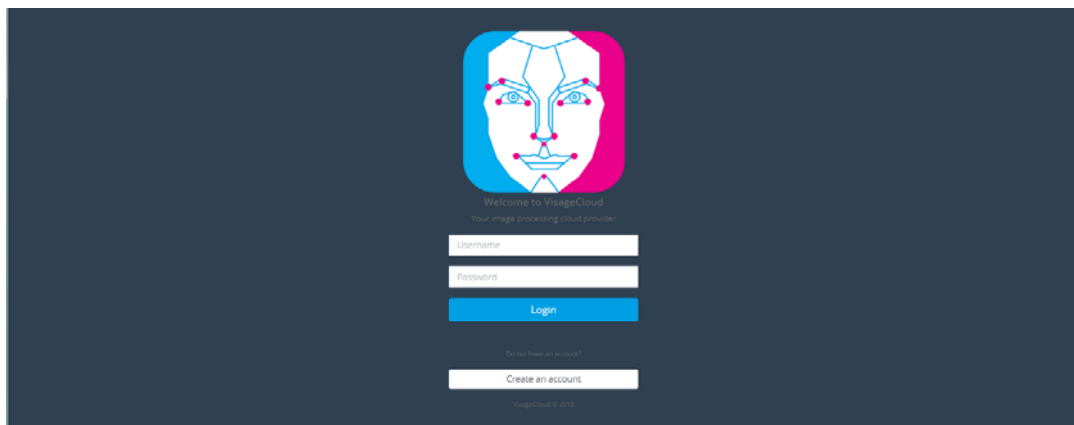 Welcome to VisageCloud
Your image processing cloud provider
Username
Password
Login
Do not have an account?
Create an account
VisageCloud © 2018